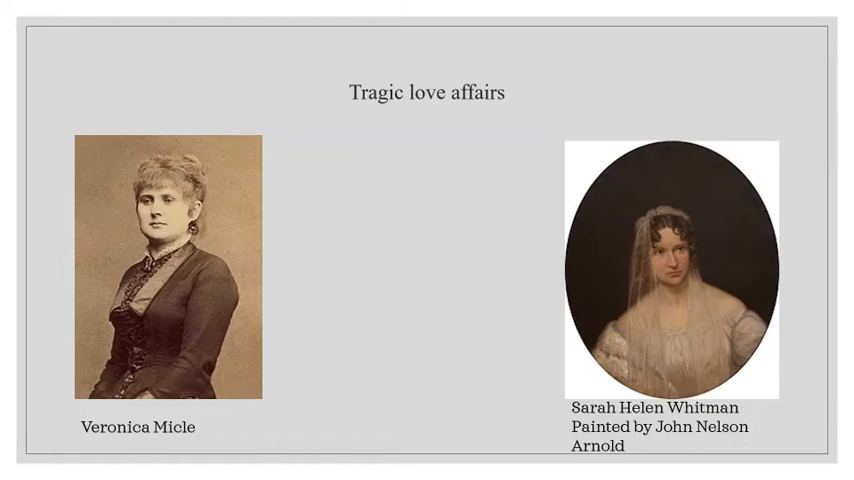 Tragic love affairs
Veronica Micle
Sarah Helen Whitman
Painted by John Nelson
Arnold